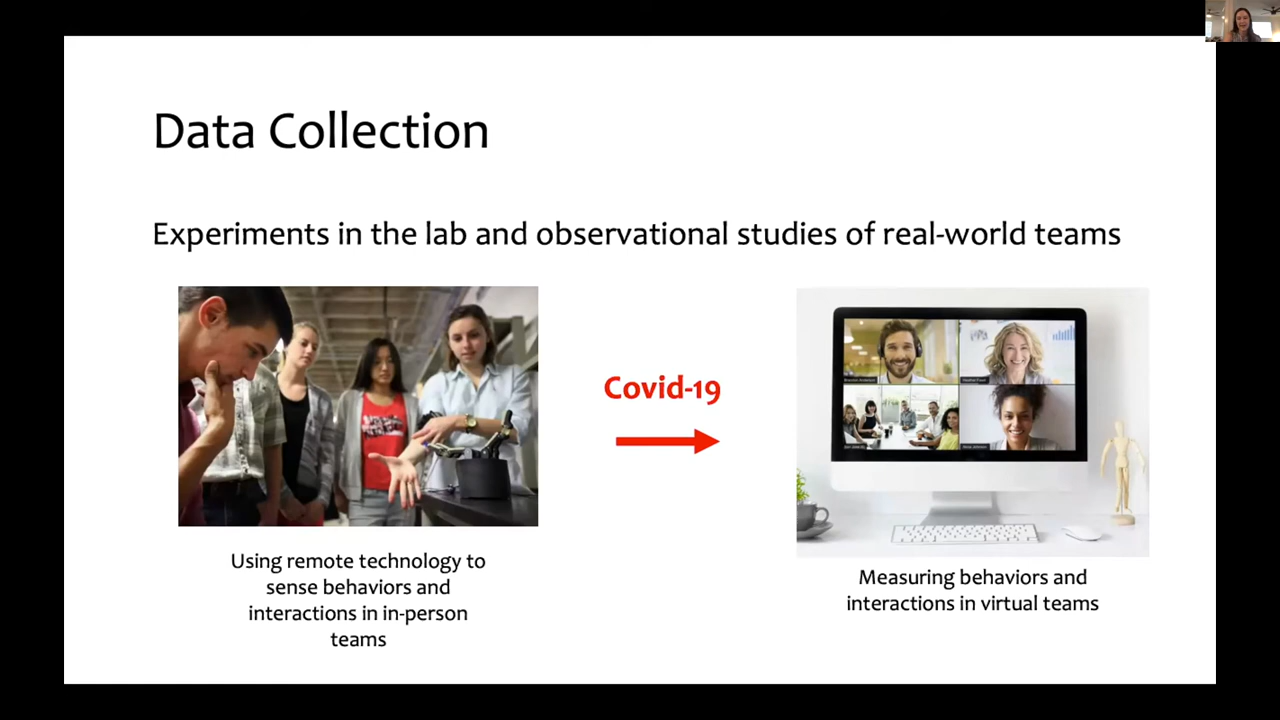 Data Collection
Experiments in the lab and observational studies of real-world teams
Covid-19
Using remote technology to
sense behaviors and
interactions in in-person
teams
Measuring behaviors and
interactions in virtual teams